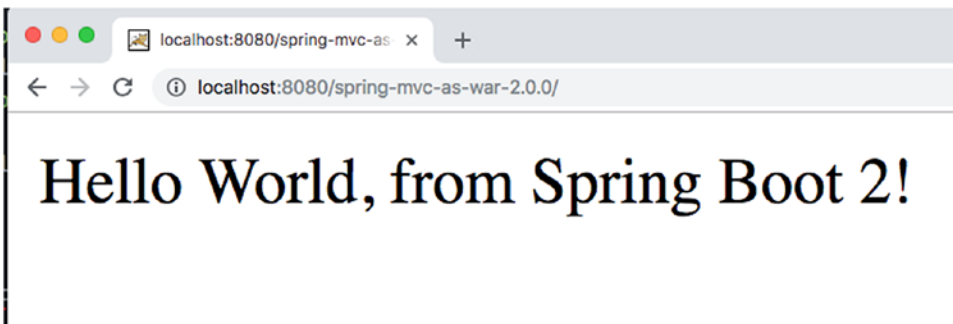 localhost:8080/spring-mvc-as-
localhost:8080/spring-mvc-as-war-2.0.0/
Hello World, from Spring Boot 2!